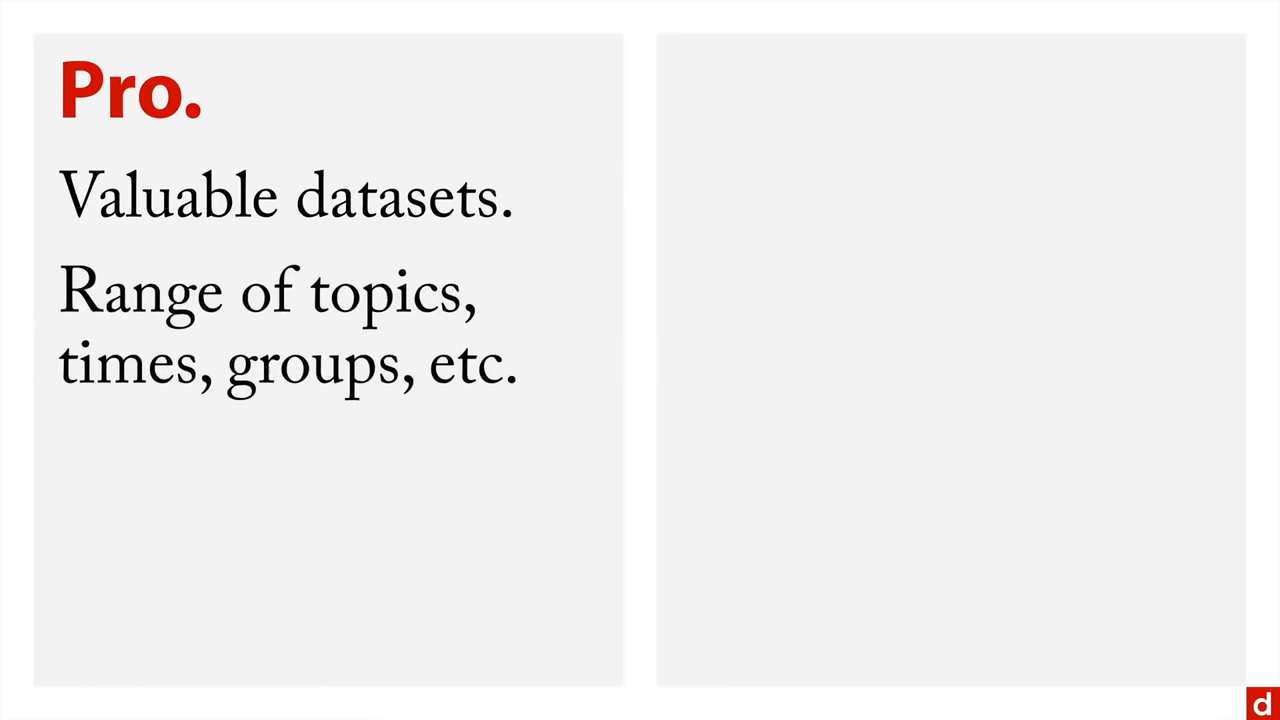 Pro.
Valuable datasets.
Range of topics,
times, groups, etc.
d